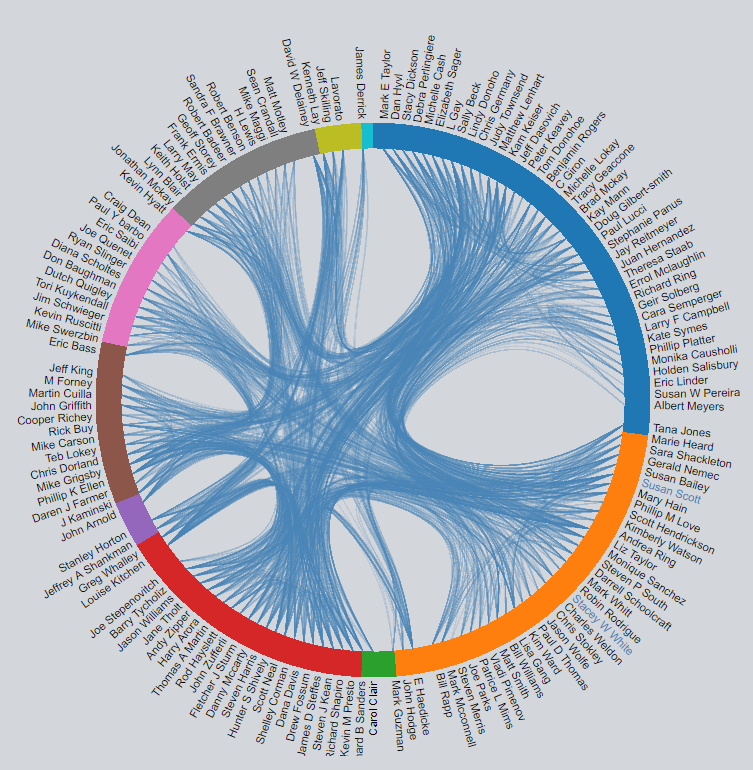 James Derrick
Mark E Taylor
Dan Hyvl
Stacy Dickson
Debra Perlingiere
Michelle Cash
Elizabeth Sager
L Gay
Sally Beck
Lindy Donoho
Chris Germany
Judy Townsend
Matthew Lenhart
Kam Keiser
Jeff Dasovich
Peter Keavey
Tom Donohoe
Benjamin Rogers
C Giron
Michelle Lokay
Tracy Geaccone
Brad Mckay
Kay Mann
Doug Gilbert-smith
Paul Lucci
Stephanie Panus
Jay Reitmeyer
Juan Hernandez
Theresa Staab
Errol Mclaughlin
Richard Ring
Geir Solberg
Cara Semperger
Larry F Campbell
Kate Symes
Phillip Platter
Monika Causholli
Holden Salisbury
Eric Linder
Susan W Pereira
Albert Meyers
Tana Jones
Marie Heard
Sara Shackleton
Gerald Nemec
Susan Bailey
Susan Scott
Mary Hain
Phillip M Love
Scott Hendrickson
Kimberly Watson
Andrea Ring
Liz Taylor
Monique Sanchez
Steven P South
Darrell Schoolcraft
Mark Whitt
Robin Rodrigue
Stacey W White
Charles Weldon
Chris Stokley
Jason Wolfe
Paul D Thomas
Kim Ward
Lisa Gang
Bill Williams
Matt Smith
Vladi Pimenov
Patrice L Mims
Joe Parks
Steven Merris
Mark Mcconnell
Bill Rapp
E Haedicke
John Hodge
Mark Guzman
Carol Clair
hard B Sanders
Kevin M Presto
Richard Shapiro
Steven J Kean
James D Steffes
Drew Fossum
Dana Davis
Shelley Corman
Scott Neal
Hunter S Shively
Steven Harris
Danny Mccarty
Fletcher J Sturm
John Zufferli
Rod Hayslett
Thomas A Martin
Harry Arora
Andy Zipper
Jane Tholt
Jason Williams
Barry Tycholiz
Joe Stepenovitch
Louise Kitchen
Greg Whalley
Jeffrey A Shankman
Stanley Horton
John Arnold
J Kaminski
Daren J Farmer
Phillip K Ellen
Mike Grigsby
Chris Dorland
Teb Lokey
Mike Carson
Rick Buy
Cooper Richey
John Griffith
Martin Cuilla
M Forney
Jeff King
Eric Bass
Mike Swerzbin
Kevin Ruscitti
Jim Schwieger
Tori Kuykendall
Dutch Quigley
Don Baughman
Diana Scholtes
Ryan Slinger
Joe Quenet
Eric Saibi
Paul Y barbo
Craig Dean
Kevin Hyatt
Jonathan Mckay
Lynn Blair
Keith Holst
Larry May
Frank Ermis
Geoff Storey
Robert Badeer
Sandra F Brawner
Robert Benson
H Lewis
Mike Maggi
Sean Crandall
Matt Motley
David W Delainey
Kenneth Lay
Jeff Skilling
Lavorato